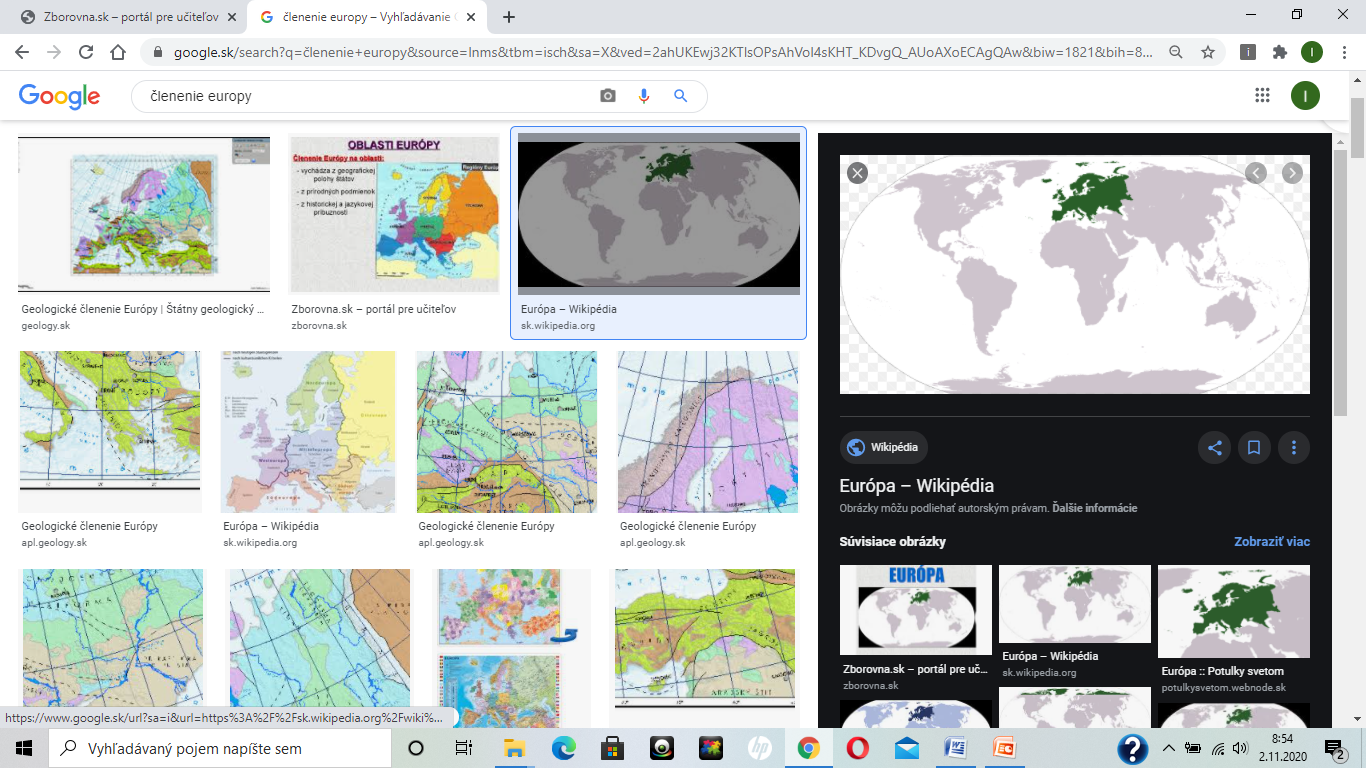 Zborovna.sk – portál pre učiteľov
členenie europy – Vyhľadávanie
google.sk/search?q=členenie+europy&source=lnms&tbm=isch&sa=X&ved=2ahUKEwj32KTlsOPsAhVoI4sKHT_KDvgQ_AUoAXoECAgQAw&biw=1821&bih=8...
Google
členenie europy
OBLASTI EURÓPY
Členenie Európy na oblasti:
- vychádza z geografickej
polohy štátov
- z prírodných podmienok
- z historickej a jazykovej
príbuznosti
Regióny Európy
Geologické členenie Európy | Štátny geologický ...
geology.sk
Zborovna.sk – portál pre učiteľov
zborovna.sk
Európa – Wikipédia
sk.wikipedia.org
Geologické členenie Európy
apl.geology.sk
Európa – Wikipédia
sk.wikipedia.org
Geologické členenie Európy
apl.geology.sk
Geologické členenie Európy
apl.geology.sk
Wikipédia
Európa – Wikipédia
Obrázky môžu podliehať autorským právam. Ďalšie informácie
Súvisiace obrázky
Zobraziť viac
EURÓPA
Zborovna.sk – portál pre uč...
zborovna.sk
Európa – Wikipédia
sk.wikipedia.org
Európa :: Potulky svetom
potulkysvetom.webnode.sk
https://www.google.sk/url?sa=i&url=https%3A%2F%2Fsk.wikipedia.org%2Fwiki%...
Vyhľadávaný pojem napíšte sem
8:54
2.11.2020
2